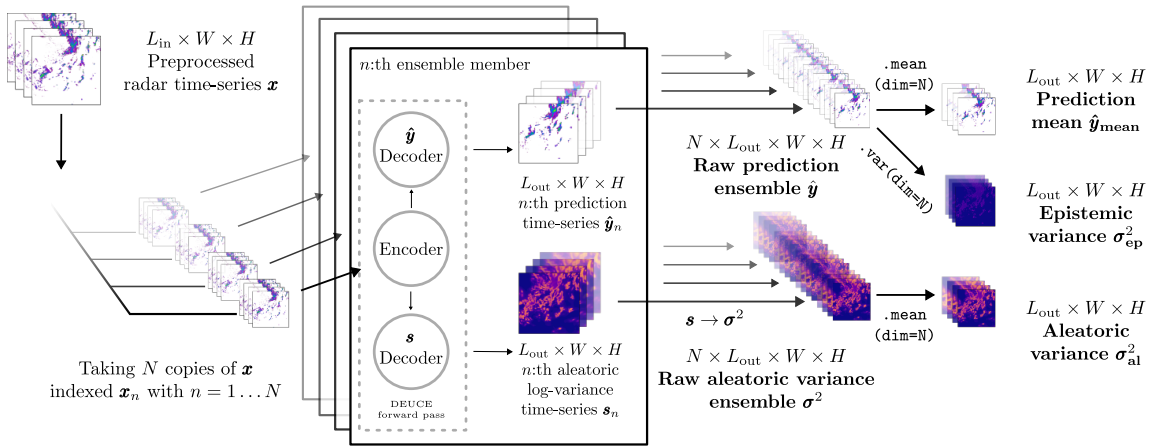 L_in × W × H
Preprocessed
radar time-series x
Taking N copies of x
indexed x_n with n = 1 … N
n:th ensemble member
ŷ
Decoder
Encoder
s
Decoder
DEUCE
forward pass
L_out × W × H
n:th prediction
time-series ŷ_n
L_out × W × H
n:th aleatoric
log-variance
time-series s_n
N × L_out × W × H
Raw prediction
ensemble ŷ
s → σ²
N × L_out × W × H
Raw aleatoric variance
ensemble σ²
.mean
(dim=N)
.var(dim=N)
.mean
(dim=N)
L_out × W × H
Prediction
mean ŷ_mean
L_out × W × H
Epistemic
variance σ²_ep
L_out × W × H
Aleatoric
variance σ²_al